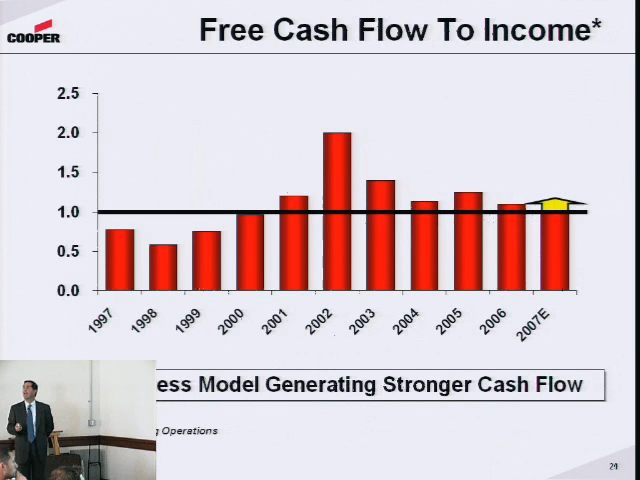 COOPER
Free Cash Flow To Income*
2.5
2.0
1.5
1.0
0.5
0.0
1997 1998 1999 2000 2001 2002 2003 2004 2005 2006 2007E
ess Model Generating Stronger Cash Flow
g Operations
24